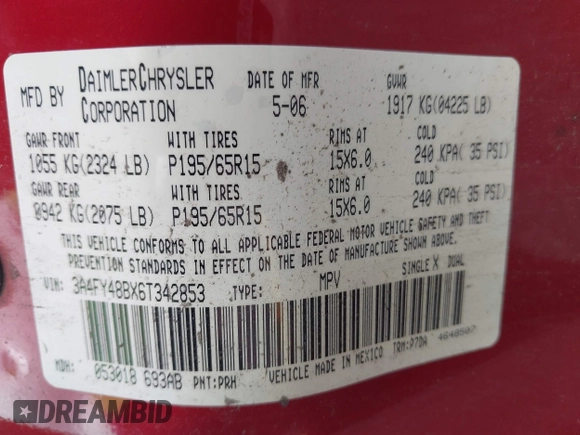 MFD BY DAIMLERCHRYSLER CORPORATION DATE OF MFR 5-06 GVWR 1917 KG(04225 LB)
GAWR FRONT WITH TIRES RIMS AT COLD
1055 KG(2324 LB) P195/65R15 15X6.0 240 KPA( 35 PSI)
GAWR REAR WITH TIRES RIMS AT COLD
0942 KG(2075 LB) P195/65R15 15X6.0 240 KPA( 35 PSI)
THIS VEHICLE CONFORMS TO ALL APPLICABLE FEDERAL MOTOR VEHICLE SAFETY AND THEFT
PREVENTION STANDARDS IN EFFECT ON THE DATE OF MANUFACTURE SHOWN ABOVE.
VIN: 3A4FY48BX6T342853 TYPE: MPV SINGLE X DUAL
MDH: 053018 693AB PNT:PRH VEHICLE MADE IN MEXICO TRM:P7DA 4648507
DREAMBID